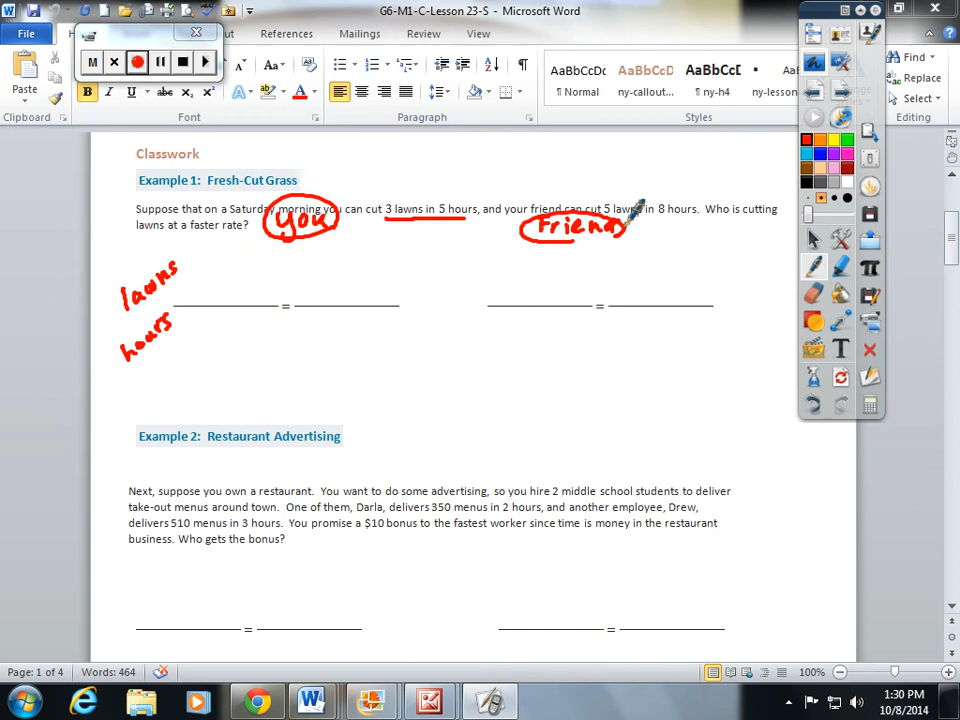 G6-M1-C-Lesson 23-S - Microsoft Word
File
References
Mailings
Review
View
M
Paste
Clipboard
B I U abc X₂ X²
Aa
A
Font
Paragraph
AaBbCcDc AaBbCcD AaBbCcD AaBb
¶ Normal ny-callout... ¶ ny-h4 ny-lesson
Change
Styles
Find
Replace
Select
Editing
Classwork
Example 1: Fresh-Cut Grass
Suppose that on a Saturday morning you can cut 3 lawns in 5 hours, and your friend can cut 5 lawns in 8 hours. Who is cutting
lawns at a faster rate?
you
Friend
lawns
hours
=
=
Example 2: Restaurant Advertising
Next, suppose you own a restaurant. You want to do some advertising, so you hire 2 middle school students to deliver
take-out menus around town. One of them, Darla, delivers 350 menus in 2 hours, and another employee, Drew,
delivers 510 menus in 3 hours. You promise a $10 bonus to the fastest worker since time is money in the restaurant
business. Who gets the bonus?
=
=
Page: 1 of 4
Words: 464
100%
1:30 PM
10/8/2014